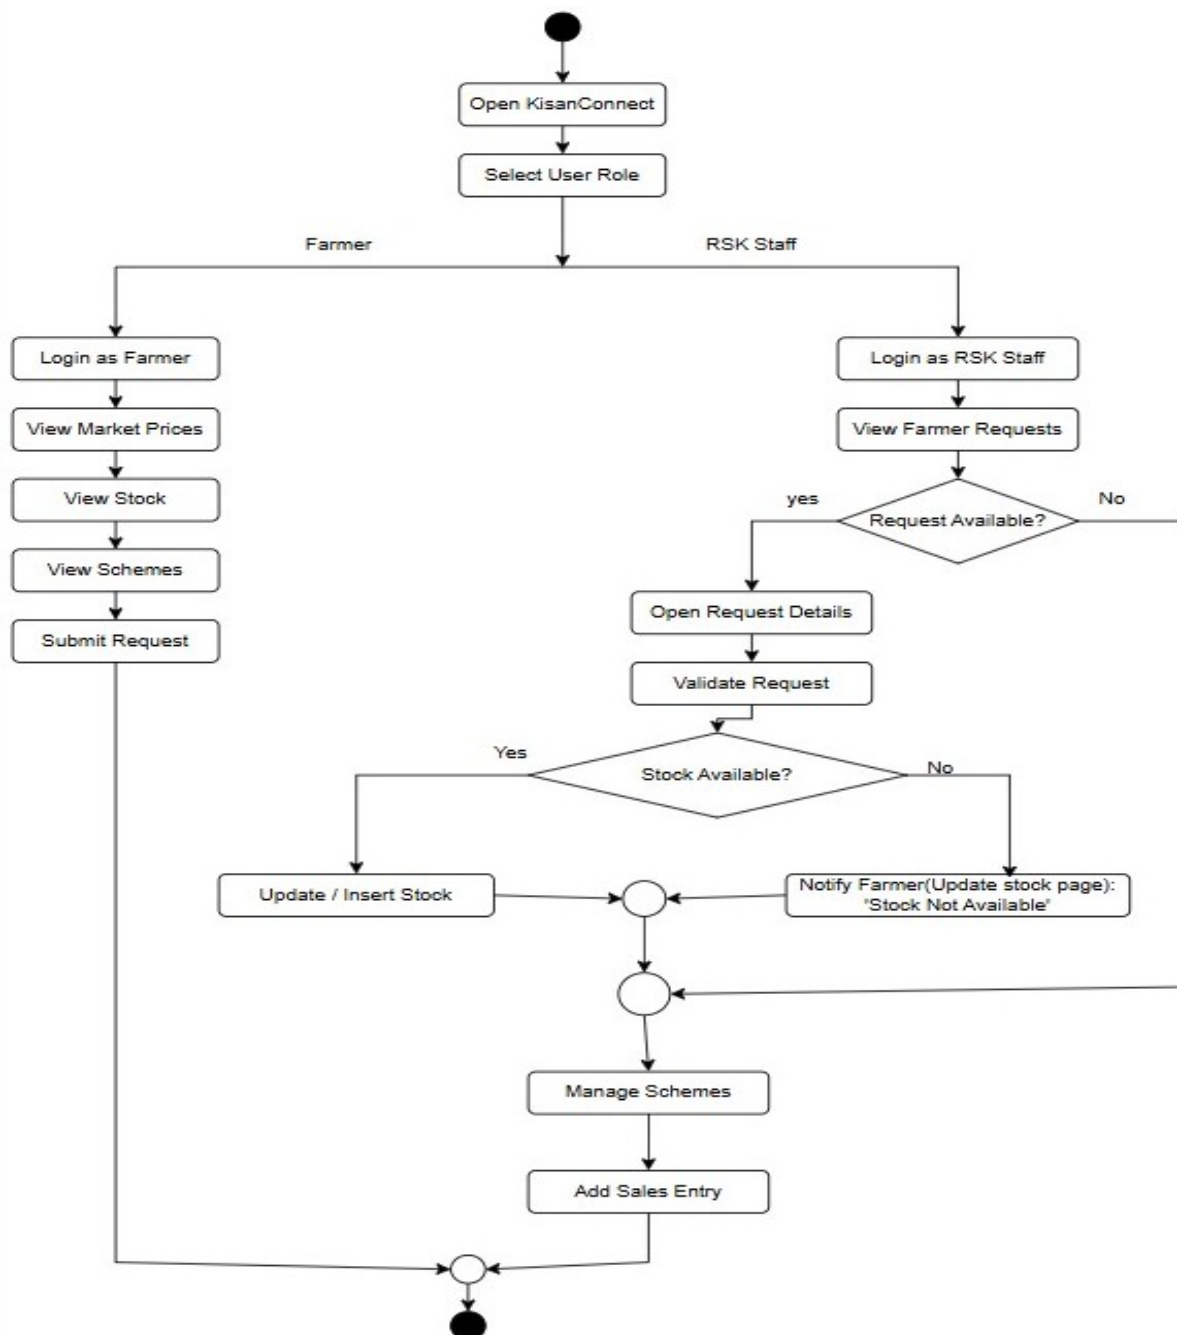 Open KisanConnect
Select User Role
Farmer
RSK Staff
Login as Farmer
Login as RSK Staff
View Market Prices
View Farmer Requests
View Stock
yes
Request Available?
No
View Schemes
Open Request Details
Submit Request
Validate Request
Yes
Stock Available?
No
Update / Insert Stock
Notify Farmer(Update stock page):
'Stock Not Available'
Manage Schemes
Add Sales Entry